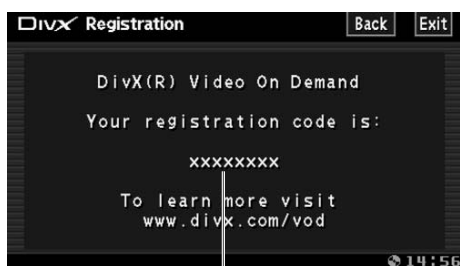 DIVX Registration Back Exit
DivX(R) Video On Demand
Your registration code is:
xxxxxxxx
To learn more visit
www.divx.com/vod
14:56